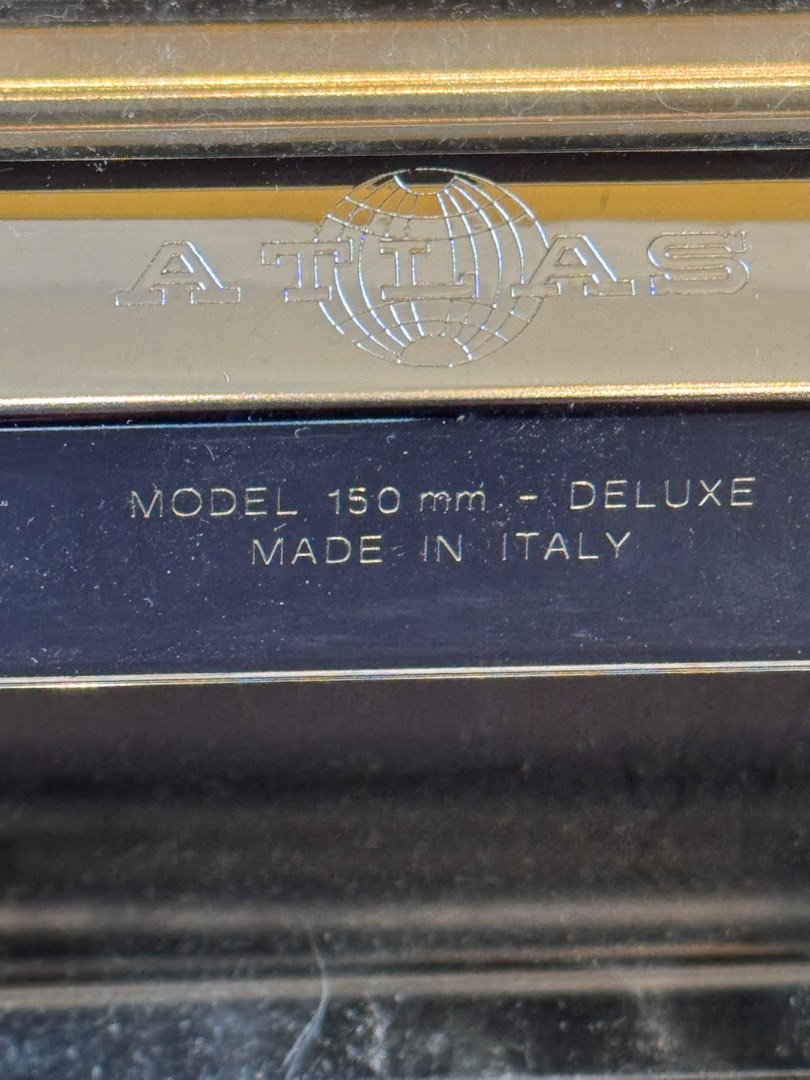 ATLAS
MODEL 150 mm - DELUXE
MADE IN ITALY